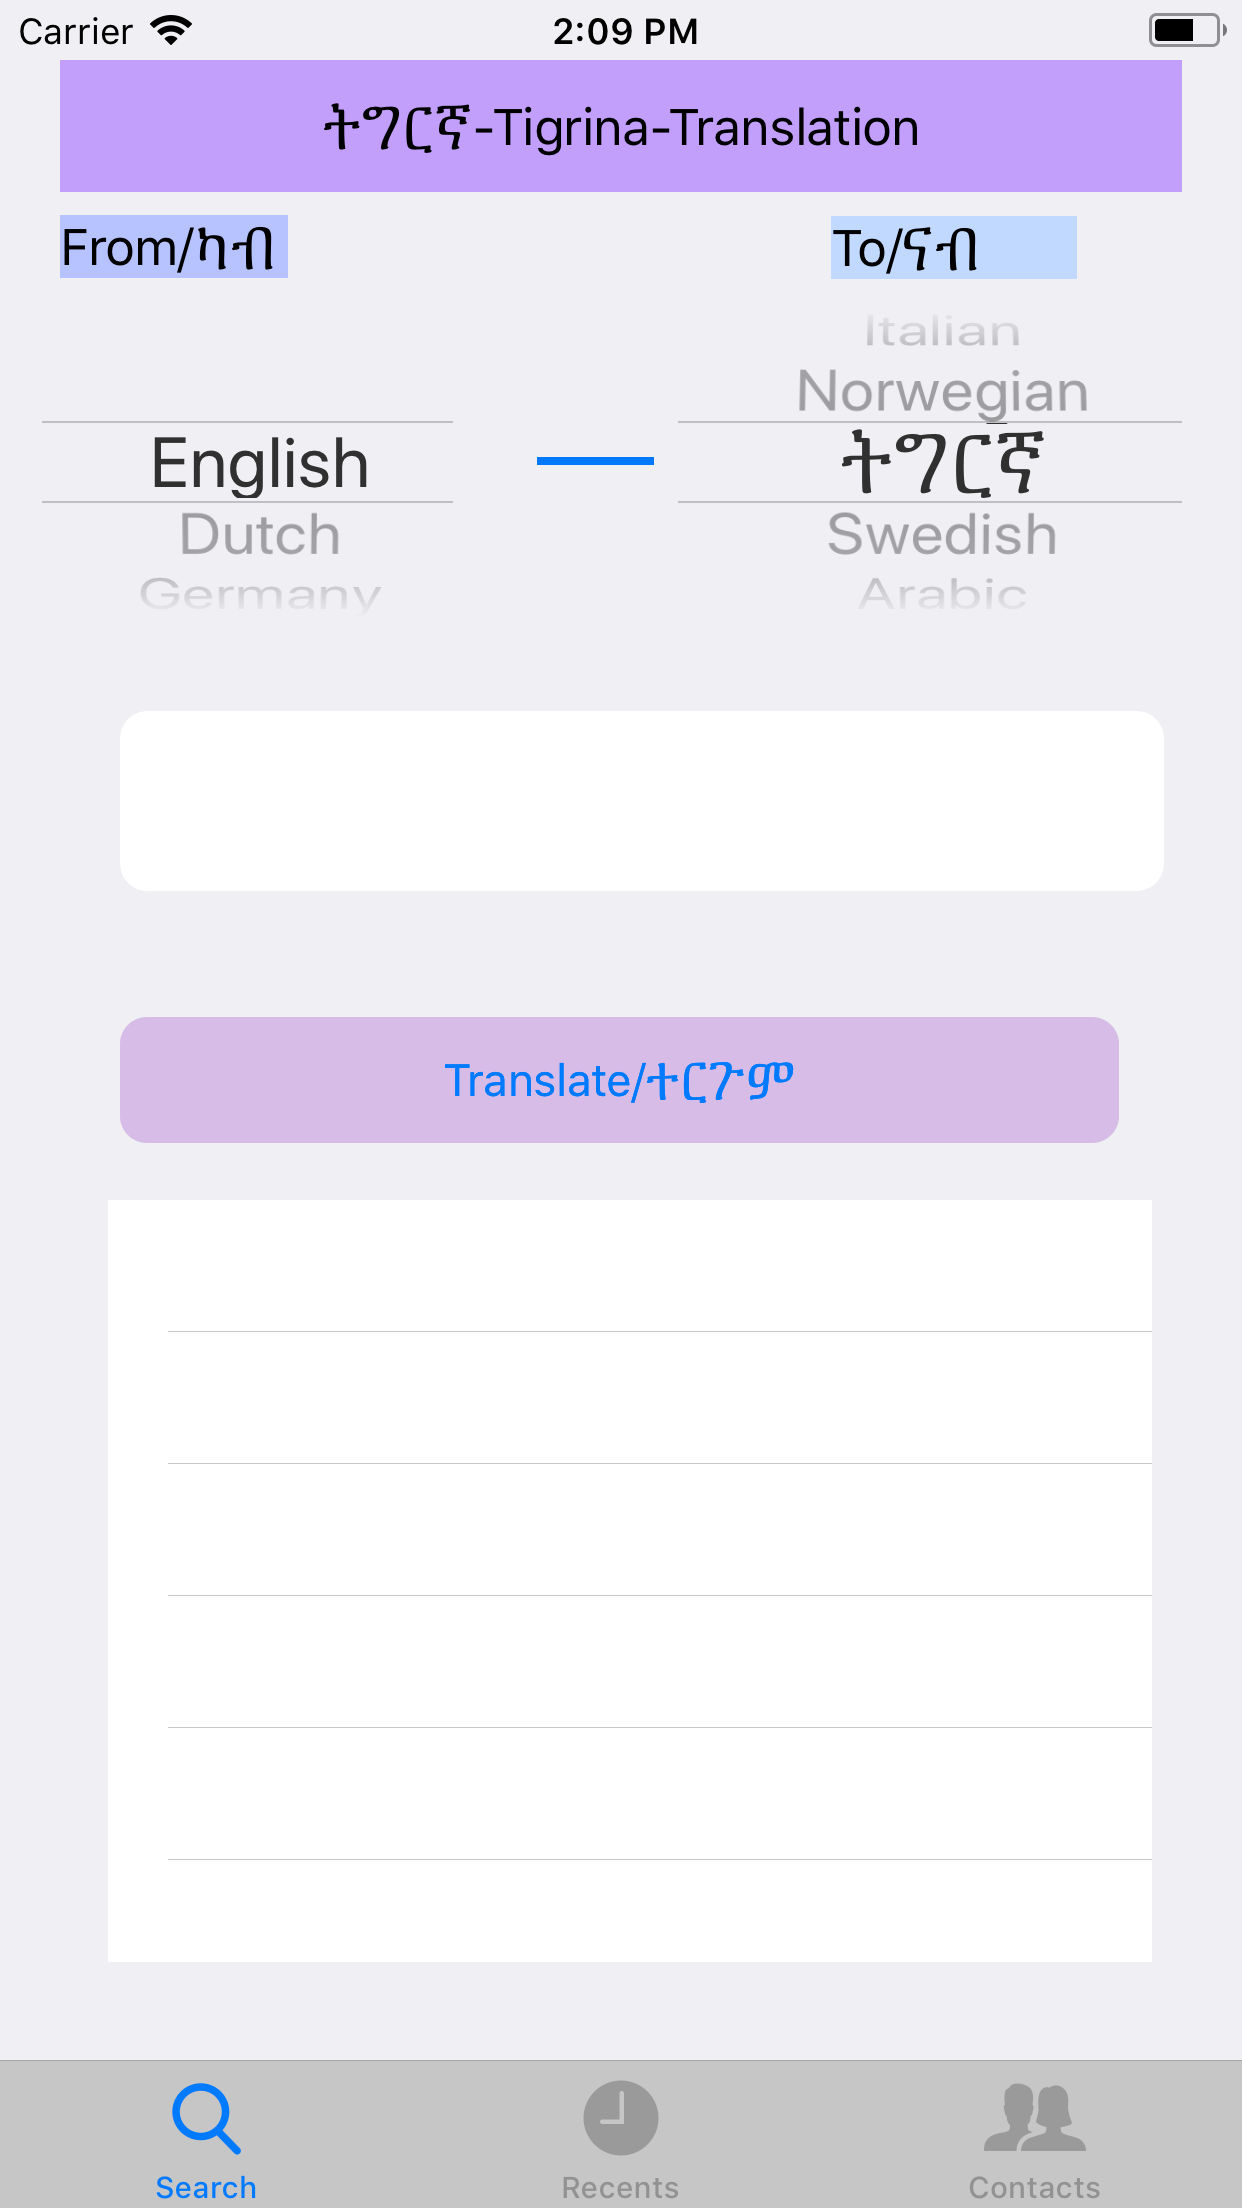 Carrier 2:09 PM
ትግርኛ-Tigrina-Translation
From/ካብ To/ናብ
Italian
Norwegian
English ትግርኛ
Dutch Swedish
Germany Arabic
Translate/ተርጉም
Search Recents Contacts